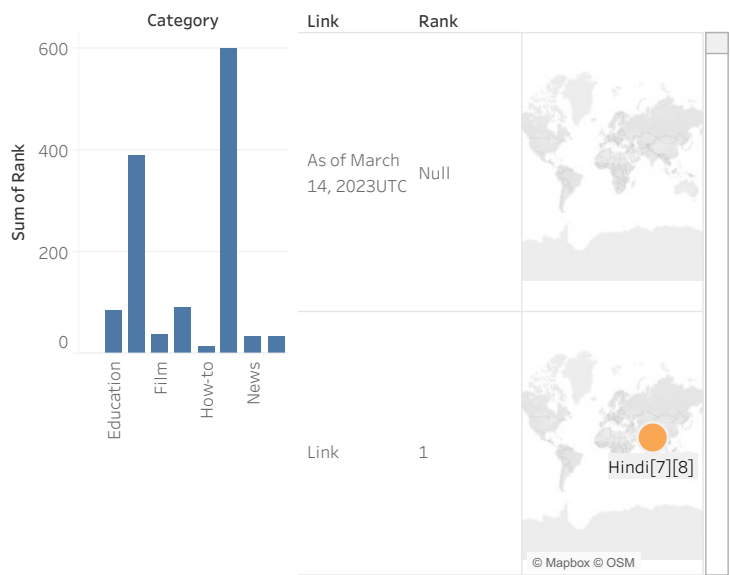 Category
600
400
200
0
Sum of Rank
Education
Film
How-to
News
Link Rank
As of March
14, 2023UTC
Null
Link
1
Hindi[7][8]
© Mapbox © OSM